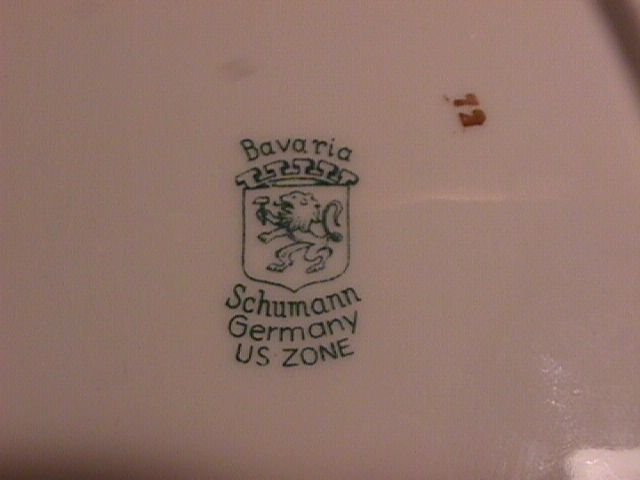 Bavaria
Schumann
Germany
US ZONE